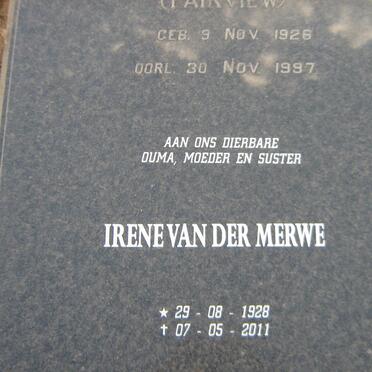 (FAIRVIEW)
GEB. 9 NOV. 1926
OORL. 30 NOV. 1997
AAN ONS DIERBARE
OUMA, MOEDER EN SUSTER
IRENE VAN DER MERWE
★ 29 - 08 - 1928
✝ 07 - 05 - 2011